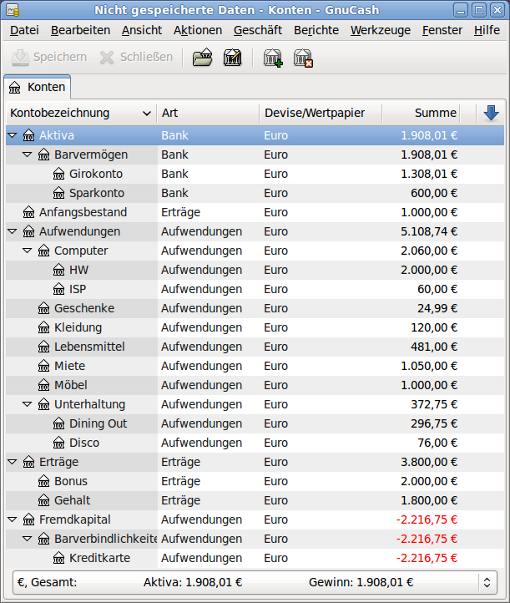 Nicht gespeicherte Daten - Konten - GnuCash
Datei Bearbeiten Ansicht Aktionen Geschäft Berichte Werkzeuge Fenster Hilfe
Speichern Schließen
Konten
Kontobezeichnung Art Devise/Wertpapier Summe
Aktiva Bank Euro 1.908,01 €
Barvermögen Bank Euro 1.908,01 €
Girokonto Bank Euro 1.308,01 €
Sparkonto Bank Euro 600,00 €
Anfangsbestand Erträge Euro 1.000,00 €
Aufwendungen Aufwendungen Euro 5.108,74 €
Computer Aufwendungen Euro 2.060,00 €
HW Aufwendungen Euro 2.000,00 €
ISP Aufwendungen Euro 60,00 €
Geschenke Aufwendungen Euro 24,99 €
Kleidung Aufwendungen Euro 120,00 €
Lebensmittel Aufwendungen Euro 481,00 €
Miete Aufwendungen Euro 1.050,00 €
Möbel Aufwendungen Euro 1.000,00 €
Unterhaltung Aufwendungen Euro 372,75 €
Dining Out Aufwendungen Euro 296,75 €
Disco Aufwendungen Euro 76,00 €
Erträge Erträge Euro 3.800,00 €
Bonus Erträge Euro 2.000,00 €
Gehalt Erträge Euro 1.800,00 €
Fremdkapital Aufwendungen Euro -2.216,75 €
Barverbindlichkeite Aufwendungen Euro -2.216,75 €
Kreditkarte Aufwendungen Euro -2.216,75 €
€, Gesamt: Aktiva: 1.908,01 € Gewinn: 1.908,01 €